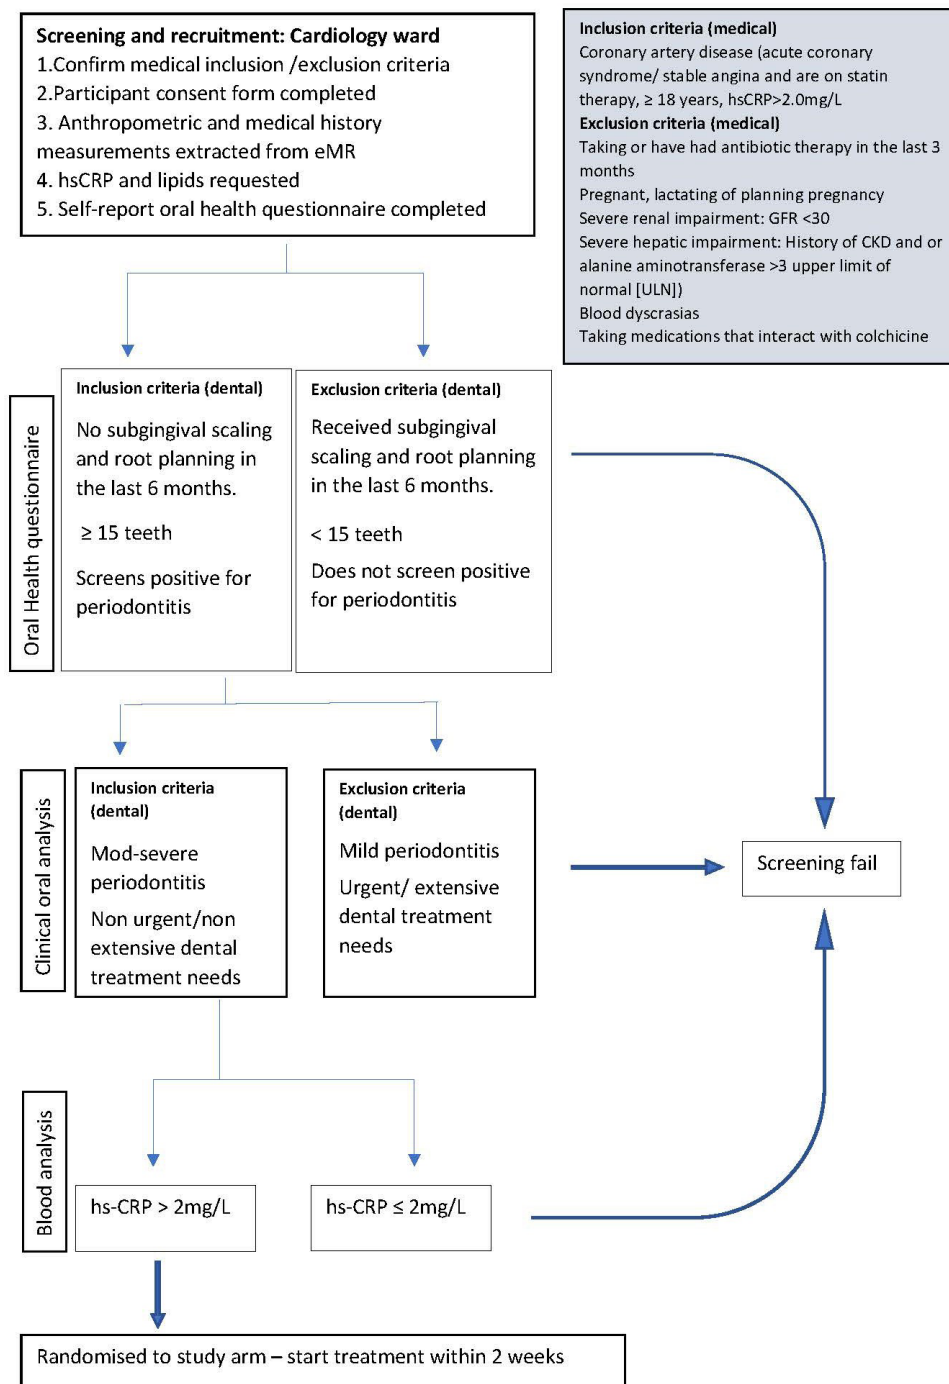 Screening and recruitment: Cardiology ward
1.Confirm medical inclusion /exclusion criteria
2.Participant consent form completed
3. Anthropometric and medical history
measurements extracted from eMR
4. hsCRP and lipids requested
5. Self-report oral health questionnaire completed
Inclusion criteria (medical)
Coronary artery disease (acute coronary
syndrome/ stable angina and are on statin
therapy, ≥ 18 years, hsCRP>2.0mg/L
Exclusion criteria (medical)
Taking or have had antibiotic therapy in the last 3
months
Pregnant, lactating of planning pregnancy
Severe renal impairment: GFR <30
Severe hepatic impairment: History of CKD and or
alanine aminotransferase >3 upper limit of
normal [ULN])
Blood dyscrasias
Taking medications that interact with colchicine
Oral Health questionnaire
Inclusion criteria (dental)
No subgingival scaling
and root planning in
the last 6 months.
≥ 15 teeth
Screens positive for
periodontitis
Exclusion criteria (dental)
Received subgingival
scaling and root planning
in the last 6 months.
< 15 teeth
Does not screen positive
for periodontitis
Clinical oral analysis
Inclusion criteria
(dental)
Mod-severe
periodontitis
Non urgent/non
extensive dental
treatment needs
Exclusion criteria
(dental)
Mild periodontitis
Urgent/ extensive
dental treatment
needs
Screening fail
Blood analysis
hs-CRP > 2mg/L
hs-CRP ≤ 2mg/L
Randomised to study arm – start treatment within 2 weeks